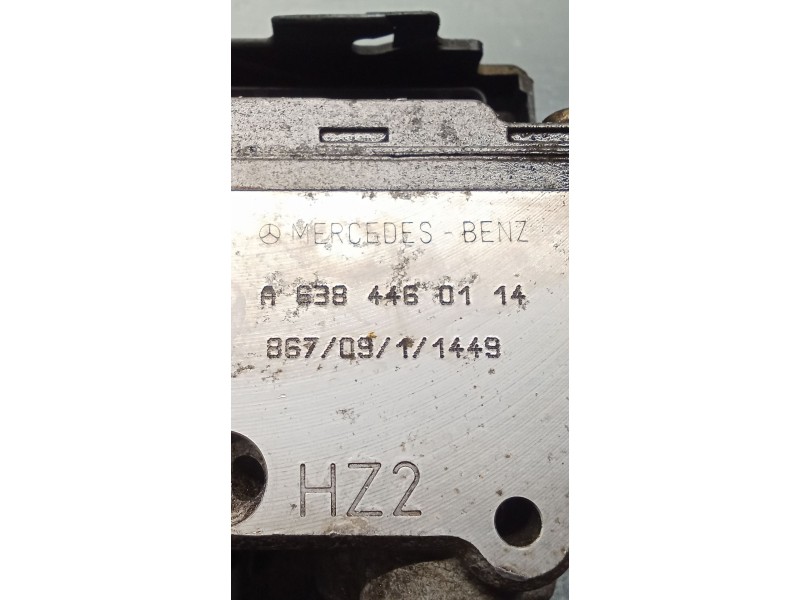 MERCEDES-BENZ
A 638 446 01 14
867/09/1/1449
HZ2